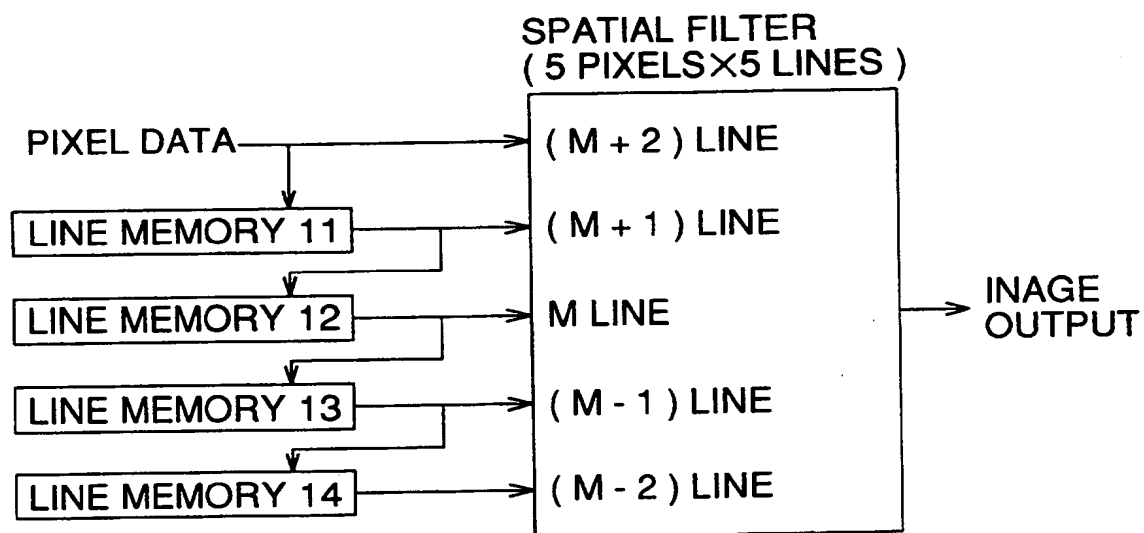 SPATIAL FILTER
( 5 PIXELS×5 LINES )
PIXEL DATA
( M + 2 ) LINE
LINE MEMORY 11
( M + 1 ) LINE
LINE MEMORY 12
M LINE
INAGE
OUTPUT
LINE MEMORY 13
( M - 1 ) LINE
LINE MEMORY 14
( M - 2 ) LINE